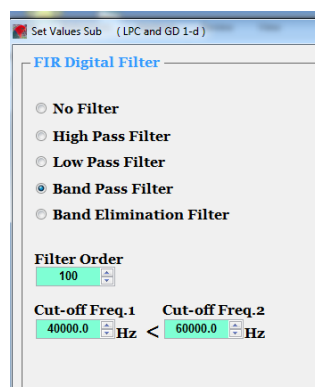 Set Values Sub ( LPC and GD 1-d )
FIR Digital Filter
No Filter
High Pass Filter
Low Pass Filter
Band Pass Filter
Band Elimination Filter
Filter Order
100
Cut-off Freq.1 Cut-off Freq.2
40000.0 Hz < 60000.0 Hz